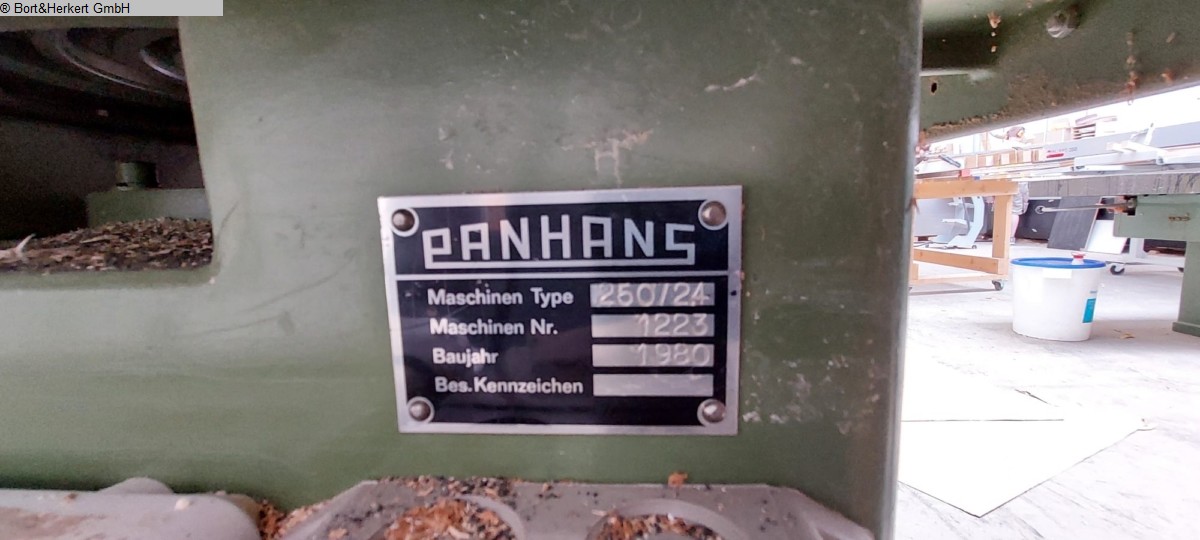 ® Bort&Herkert GmbH
PANHANS
Maschinen Type 250/24
Maschinen Nr. 1223
Baujahr 1980
Bes.Kennzeichen